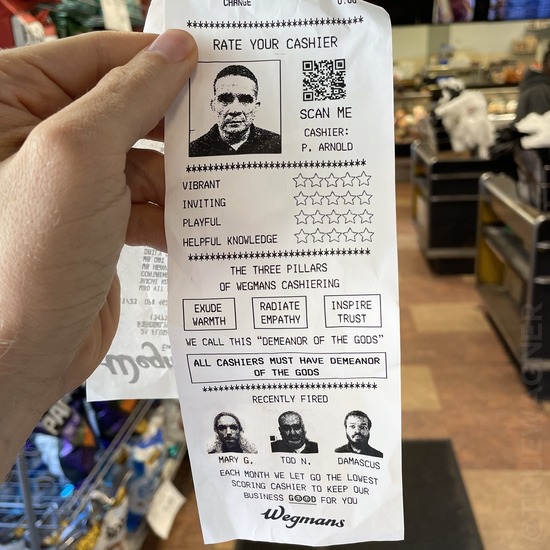 CHANGE 0.00
RATE YOUR CASHIER
SCAN ME
CASHIER:
P. ARNOLD
VIBRANT
INVITING
PLAYFUL
HELPFUL KNOWLEDGE
THE THREE PILLARS
OF WEGMANS CASHIERING
EXUDE
WARMTH
RADIATE
EMPATHY
INSPIRE
TRUST
WE CALL THIS "DEMEANOR OF THE GODS"
ALL CASHIERS MUST HAVE DEMEANOR
OF THE GODS
RECENTLY FIRED
MARY G. TOD N. DAMASCUS
EACH MONTH WE LET GO THE LOWEST
SCORING CASHIER TO KEEP OUR
BUSINESS GOOD FOR YOU
Wegmans